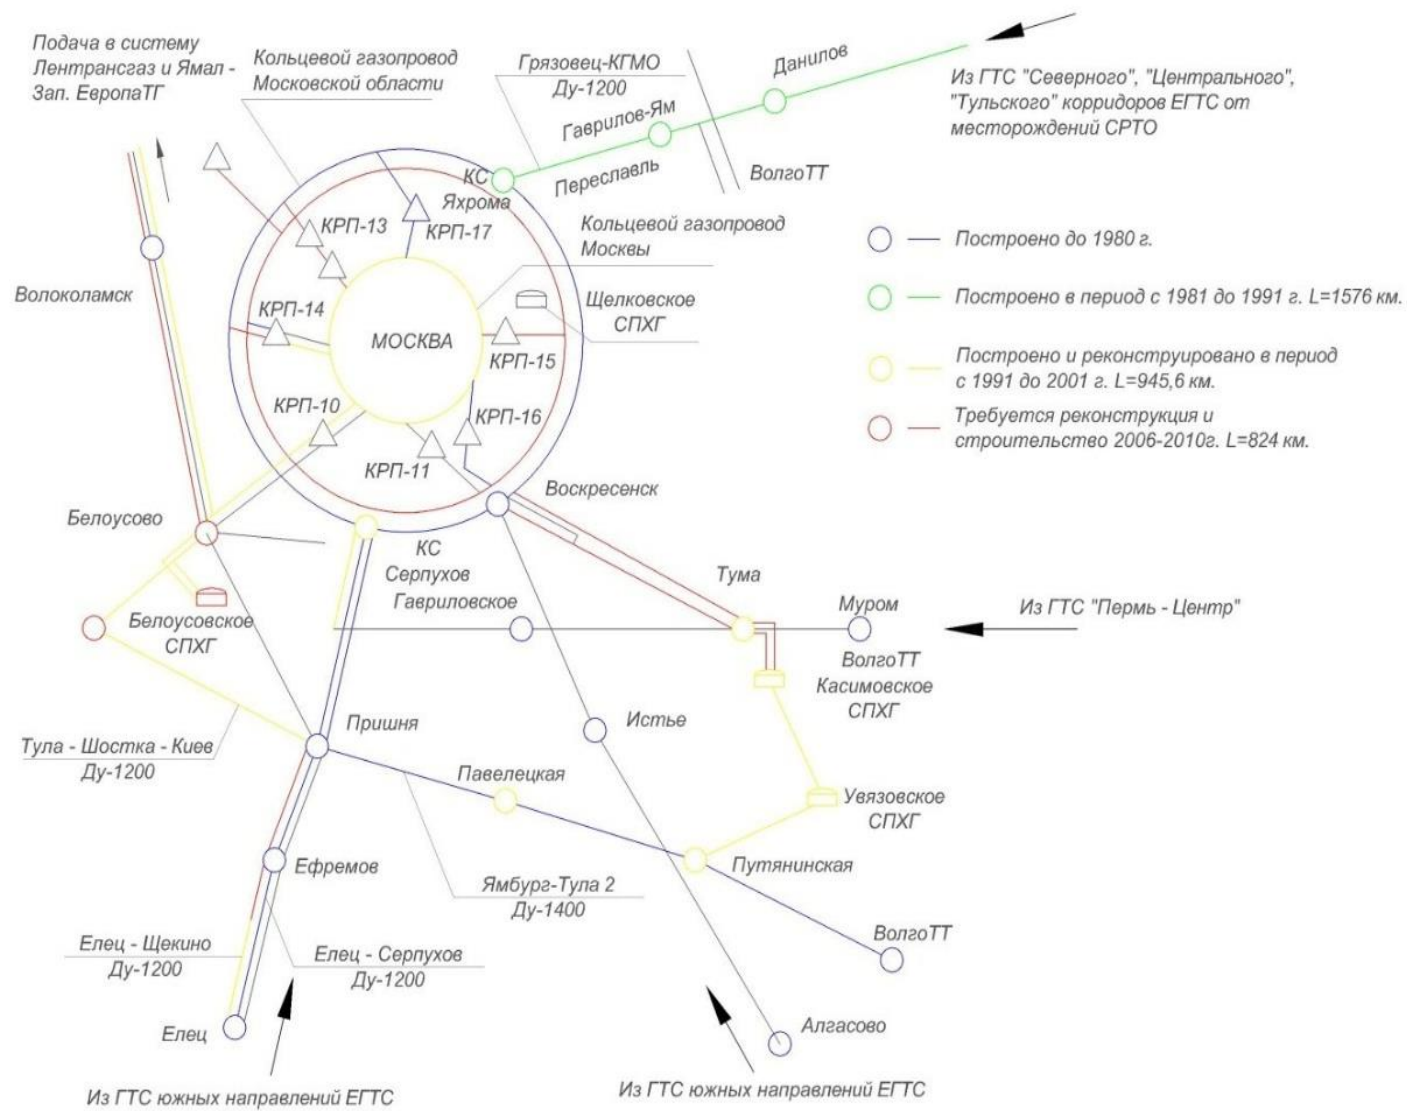 Подача в систему
Лентрансгаз и Ямал -
Зап. ЕвропаТГ
Кольцевой газопровод
Московской области
Грязовец-КГМО
Ду-1200
Данилов
Гаврилов-Ям
Переславль
Из ГТС "Северного", "Центрального",
"Тульского" корридоров ЕГТС от
месторождений СРТО
ВолгоТТ
КС
Яхрома
КРП-13
КРП-17
Кольцевой газопровод
Москвы
Построено до 1980 г.
Волоколамск
КРП-14
МОСКВА
Щелковское
СПХГ
Построено в период с 1981 до 1991 г. L=1576 км.
КРП-15
Построено и реконструировано в период
с 1991 до 2001 г. L=945,6 км.
КРП-10
КРП-16
Требуется реконструкция и
строительство 2006-2010г. L=824 км.
КРП-11
Воскресенск
Белоусово
КС
Серпухов
Гавриловское
Тума
Муром
Из ГТС "Пермь - Центр"
Белоусовское
СПХГ
ВолгоТТ
Касимовское
СПХГ
Пришня
Истье
Тула - Шостка - Киев
Ду-1200
Павелецкая
Увязовское
СПХГ
Ефремов
Путянинская
Ямбург-Тула 2
Ду-1400
Елец - Щекино
Ду-1200
Елец - Серпухов
Ду-1200
ВолгоТТ
Елец
Алгасово
Из ГТС южных направлений ЕГТС
Из ГТС южных направлений ЕГТС